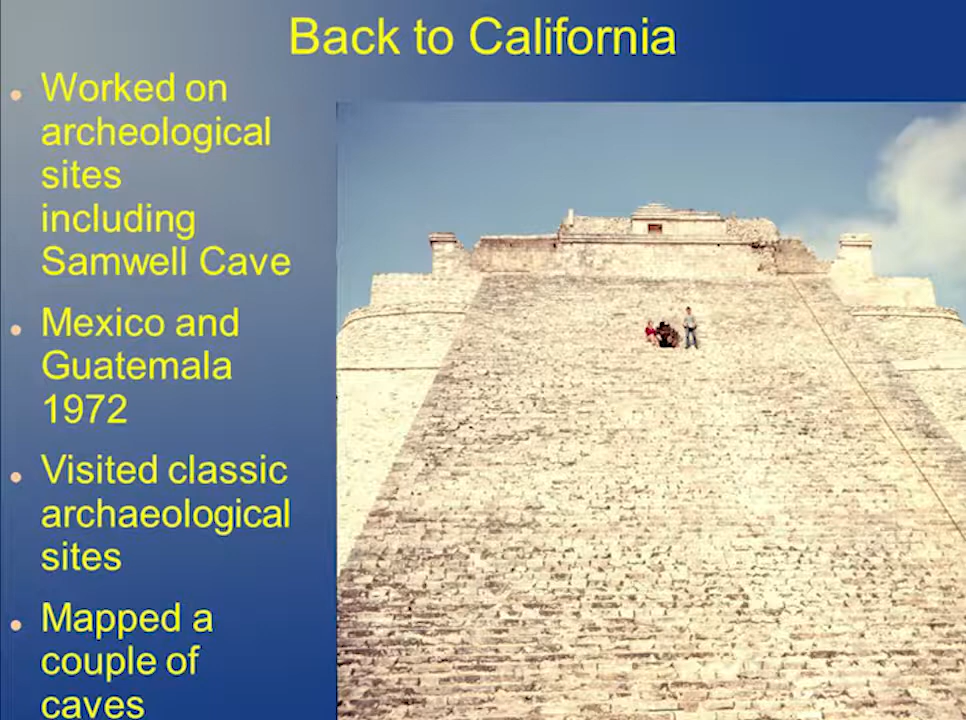 Back to California
Worked on
archeological
sites
including
Samwell Cave
Mexico and
Guatemala
1972
Visited classic
archaeological
sites
Mapped a
couple of
caves